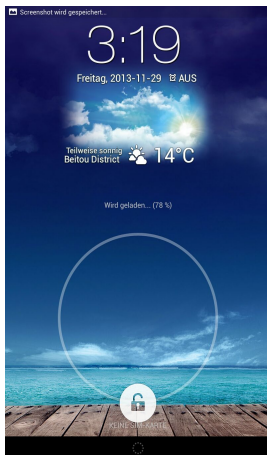 Screenshot wird gespeichert...
3:19
Freitag, 2013-11-29 AUS
Teilweise sonnig
Beitou District 14°C
Wird geladen... (78 %)
KEINE SIM-KARTE